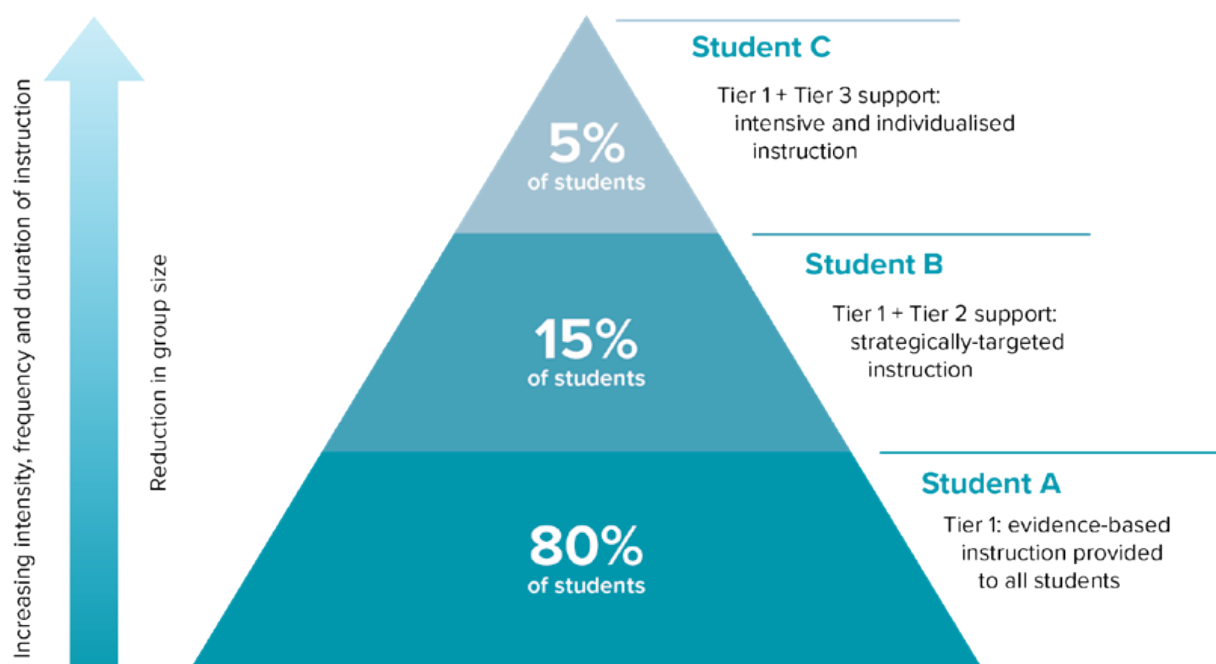 Increasing intensity, frequency and duration of instruction
Reduction in group size
5%
of students
Student C
Tier 1 + Tier 3 support:
intensive and individualised
instruction
15%
of students
Student B
Tier 1 + Tier 2 support:
strategically-targeted
instruction
80%
of students
Student A
Tier 1: evidence-based
instruction provided
to all students